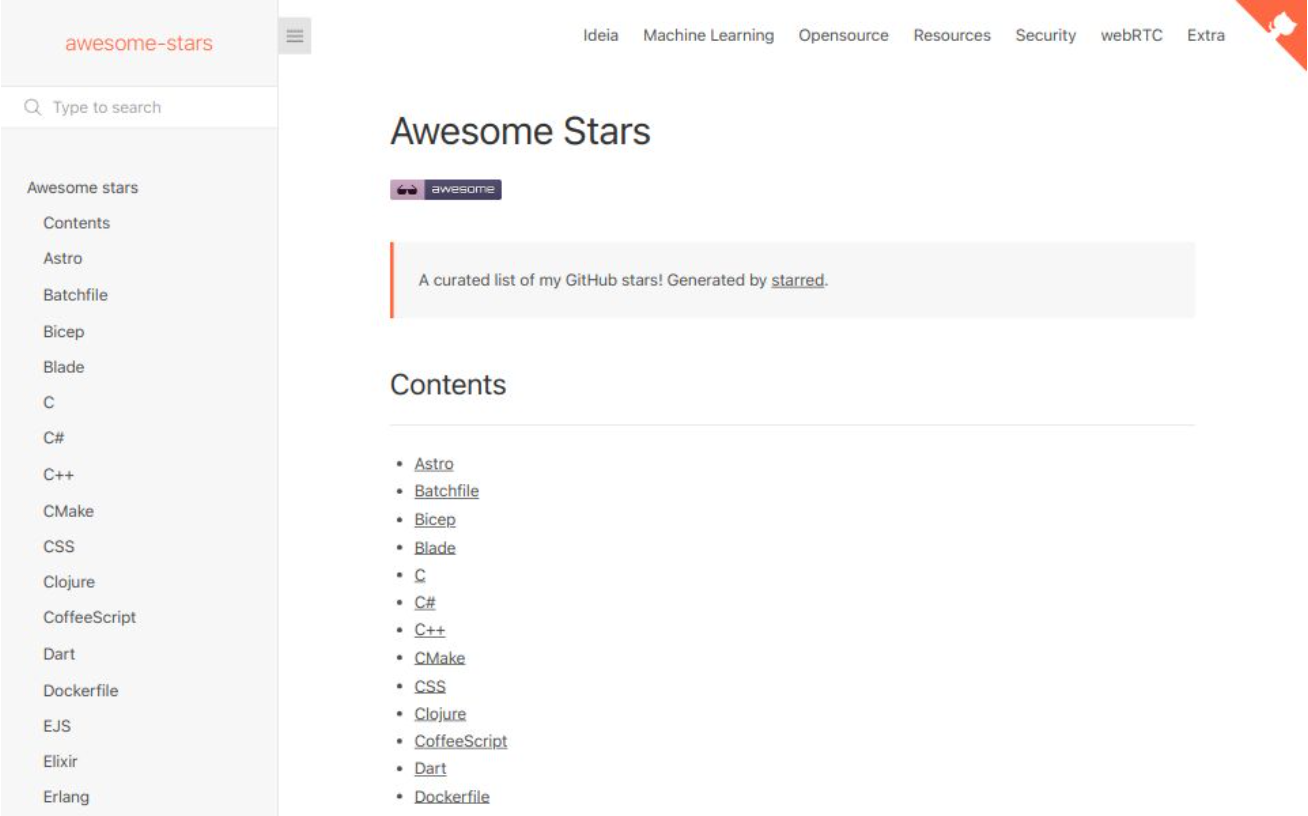 awesome-stars
Type to search
Awesome stars
Contents
Astro
Batchfile
Bicep
Blade
C
C#
C++
CMake
CSS
Clojure
CoffeeScript
Dart
Dockerfile
EJS
Elixir
Erlang
Ideia Machine Learning Opensource Resources Security webRTC Extra
Awesome Stars
awesome
A curated list of my GitHub stars! Generated by starred.
Contents
• Astro
• Batchfile
• Bicep
• Blade
• C
• C#
• C++
• CMake
• CSS
• Clojure
• CoffeeScript
• Dart
• Dockerfile